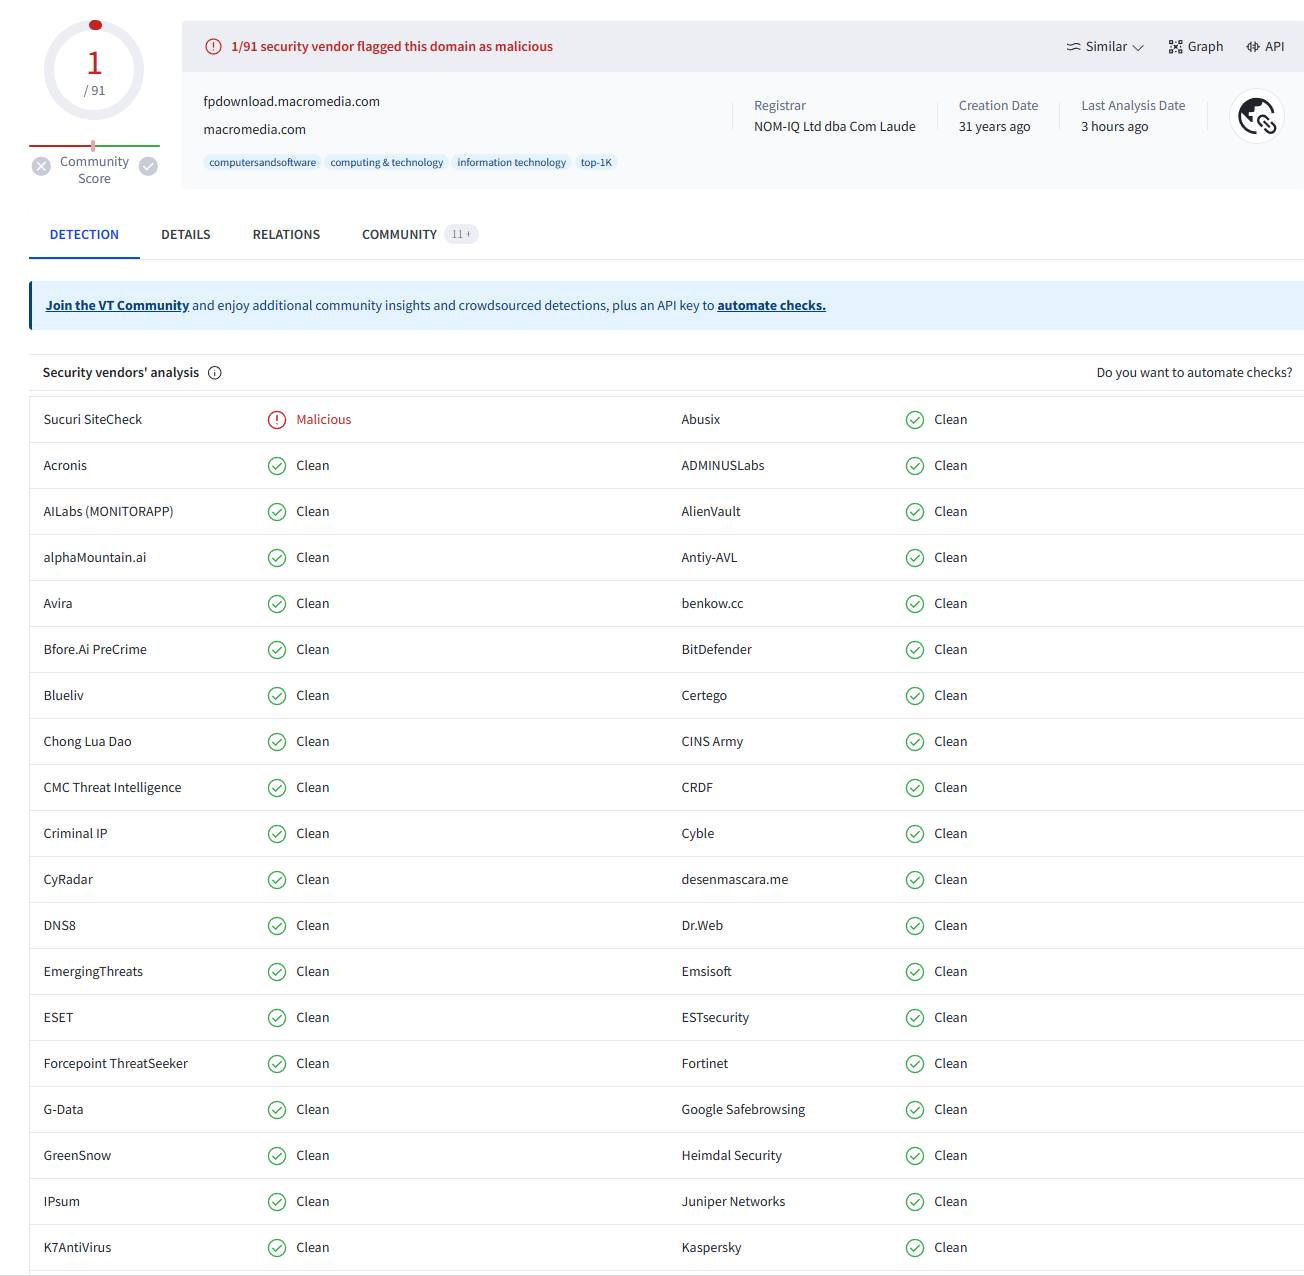 1
/ 91
Community
Score
1/91 security vendor flagged this domain as malicious
Similar
Graph
API
fpdownload.macromedia.com
macromedia.com
computersandsoftware computing & technology information technology top-1K
Registrar
NOM-IQ Ltd dba Com Laude
Creation Date
31 years ago
Last Analysis Date
3 hours ago
DETECTION DETAILS RELATIONS COMMUNITY 11+
Join the VT Community and enjoy additional community insights and crowdsourced detections, plus an API key to automate checks.
Security vendors' analysis Do you want to automate checks?
Sucuri SiteCheck Malicious Abusix Clean
Acronis Clean ADMINUSLabs Clean
AILabs (MONITORAPP) Clean AlienVault Clean
alphaMountain.ai Clean Antiy-AVL Clean
Avira Clean benkow.cc Clean
Bfore.Ai PreCrime Clean BitDefender Clean
Blueliv Clean Certego Clean
Chong Lua Dao Clean CINS Army Clean
CMC Threat Intelligence Clean CRDF Clean
Criminal IP Clean Cyble Clean
CyRadar Clean desenmascara.me Clean
DNS8 Clean Dr.Web Clean
EmergingThreats Clean Emsisoft Clean
ESET Clean ESTsecurity Clean
Forcepoint ThreatSeeker Clean Fortinet Clean
G-Data Clean Google Safebrowsing Clean
GreenSnow Clean Heimdal Security Clean
IPsum Clean Juniper Networks Clean
K7AntiVirus Clean Kaspersky Clean